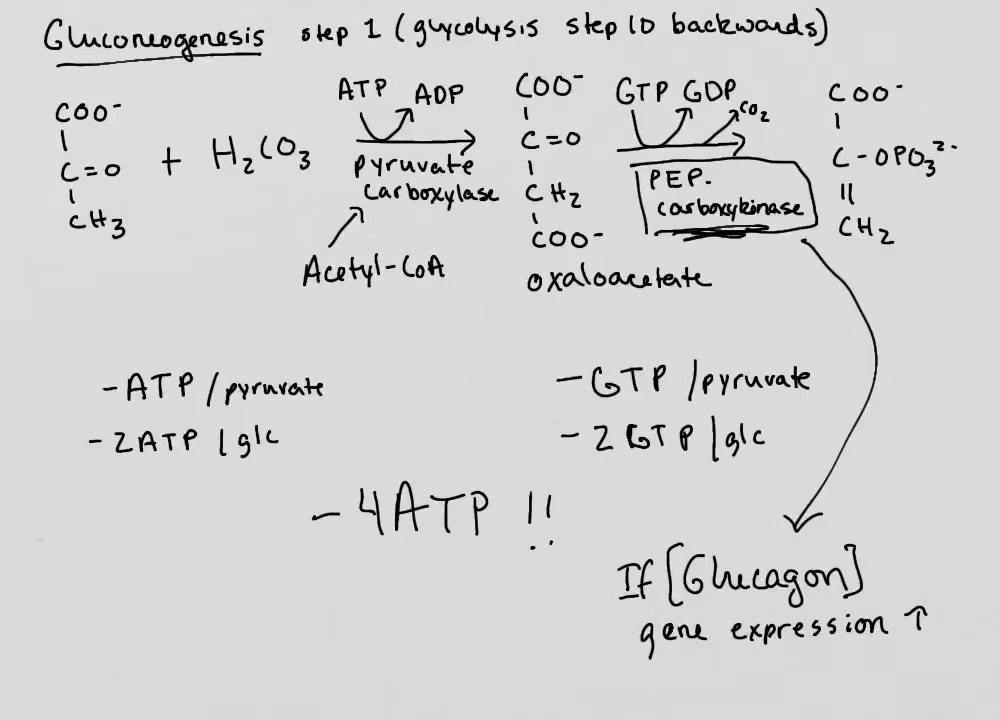 Gluconeogenesis step 1 (glycolysis step 10 backwards)
COO⁻
C=O
CH3
+ H2CO3
ATP ADP
pyruvate
carboxylase
Acetyl-CoA
COO⁻
C=O
CH2
COO⁻
oxaloacetate
GTP GDP
CO2
PEP.
carboxykinase
COO⁻
C-OPO3²⁻
CH2
-ATP/pyruvate
-2ATP/glc
-GTP/pyruvate
-2GTP/glc
-4ATP !!
If [Glucagon]
gene expression ↑